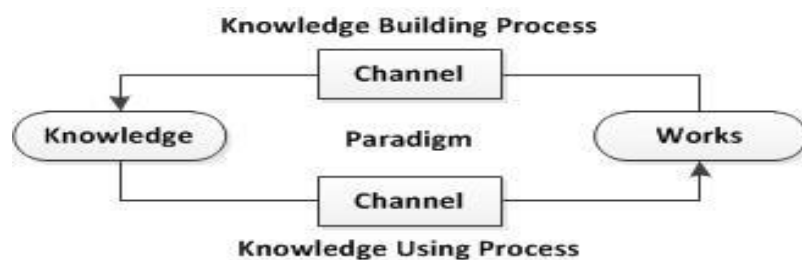 Knowledge Building Process
Channel
Knowledge
Paradigm
Works
Channel
Knowledge Using Process